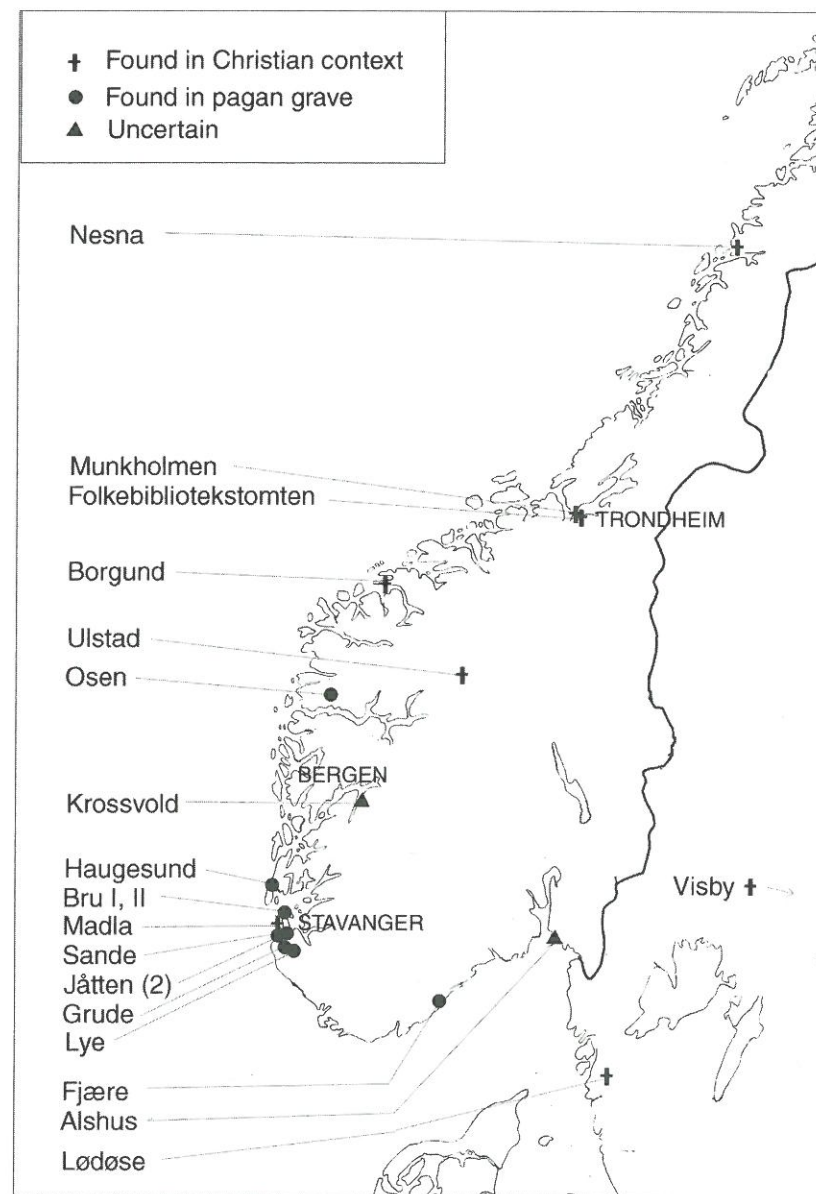 Found in Christian context
Found in pagan grave
Uncertain
Nesna
Munkholmen
Folkebibliotekstomten
TRONDHEIM
Borgund
Ulstad
Osen
BERGEN
Krossvold
Haugesund
Bru I, II
Visby
Madla
STAVANGER
Sande
Jåtten (2)
Grude
Lye
Fjære
Alshus
Lødøse